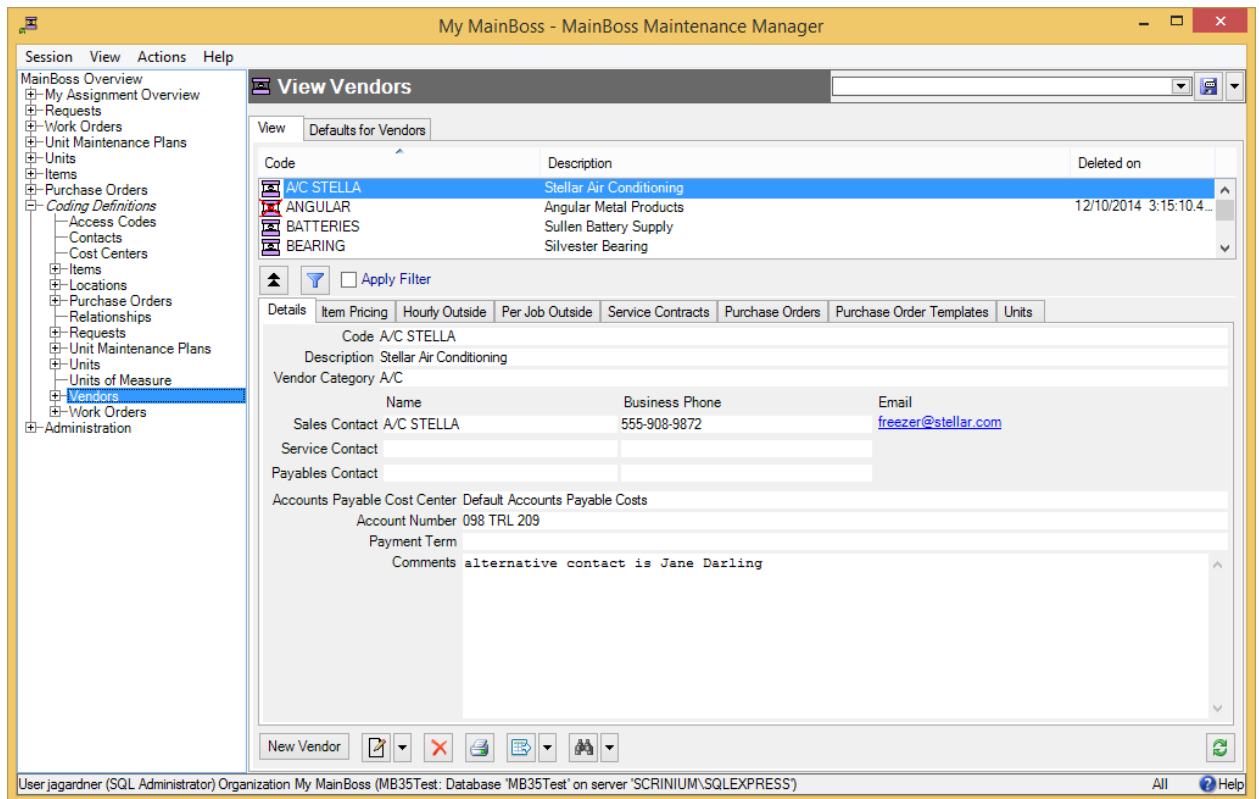 My MainBoss - MainBoss Maintenance Manager
Session View Actions Help
MainBoss Overview
My Assignment Overview
Requests
Work Orders
Unit Maintenance Plans
Units
Items
Purchase Orders
Coding Definitions
Access Codes
Contacts
Cost Centers
Items
Locations
Purchase Orders
Relationships
Requests
Unit Maintenance Plans
Units
Units of Measure
Vendors
Work Orders
Administration
View Vendors
View Defaults for Vendors
Code Description Deleted on
A/C STELLA Stellar Air Conditioning
ANGULAR Angular Metal Products 12/10/2014 3:15:10.4...
BATTERIES Sullen Battery Supply
BEARING Silvester Bearing
Apply Filter
Details Item Pricing Hourly Outside Per Job Outside Service Contracts Purchase Orders Purchase Order Templates Units
Code A/C STELLA
Description Stellar Air Conditioning
Vendor Category A/C
Name Business Phone Email
Sales Contact A/C STELLA 555-908-9872 freezer@stellar.com
Service Contact
Payables Contact
Accounts Payable Cost Center Default Accounts Payable Costs
Account Number 098 TRL 209
Payment Term
Comments alternative contact is Jane Darling
New Vendor
User jagardner (SQL Administrator) Organization My MainBoss (MB35Test: Database 'MB35Test' on server 'SCRINIUM\SQLEXPRESS') All Help